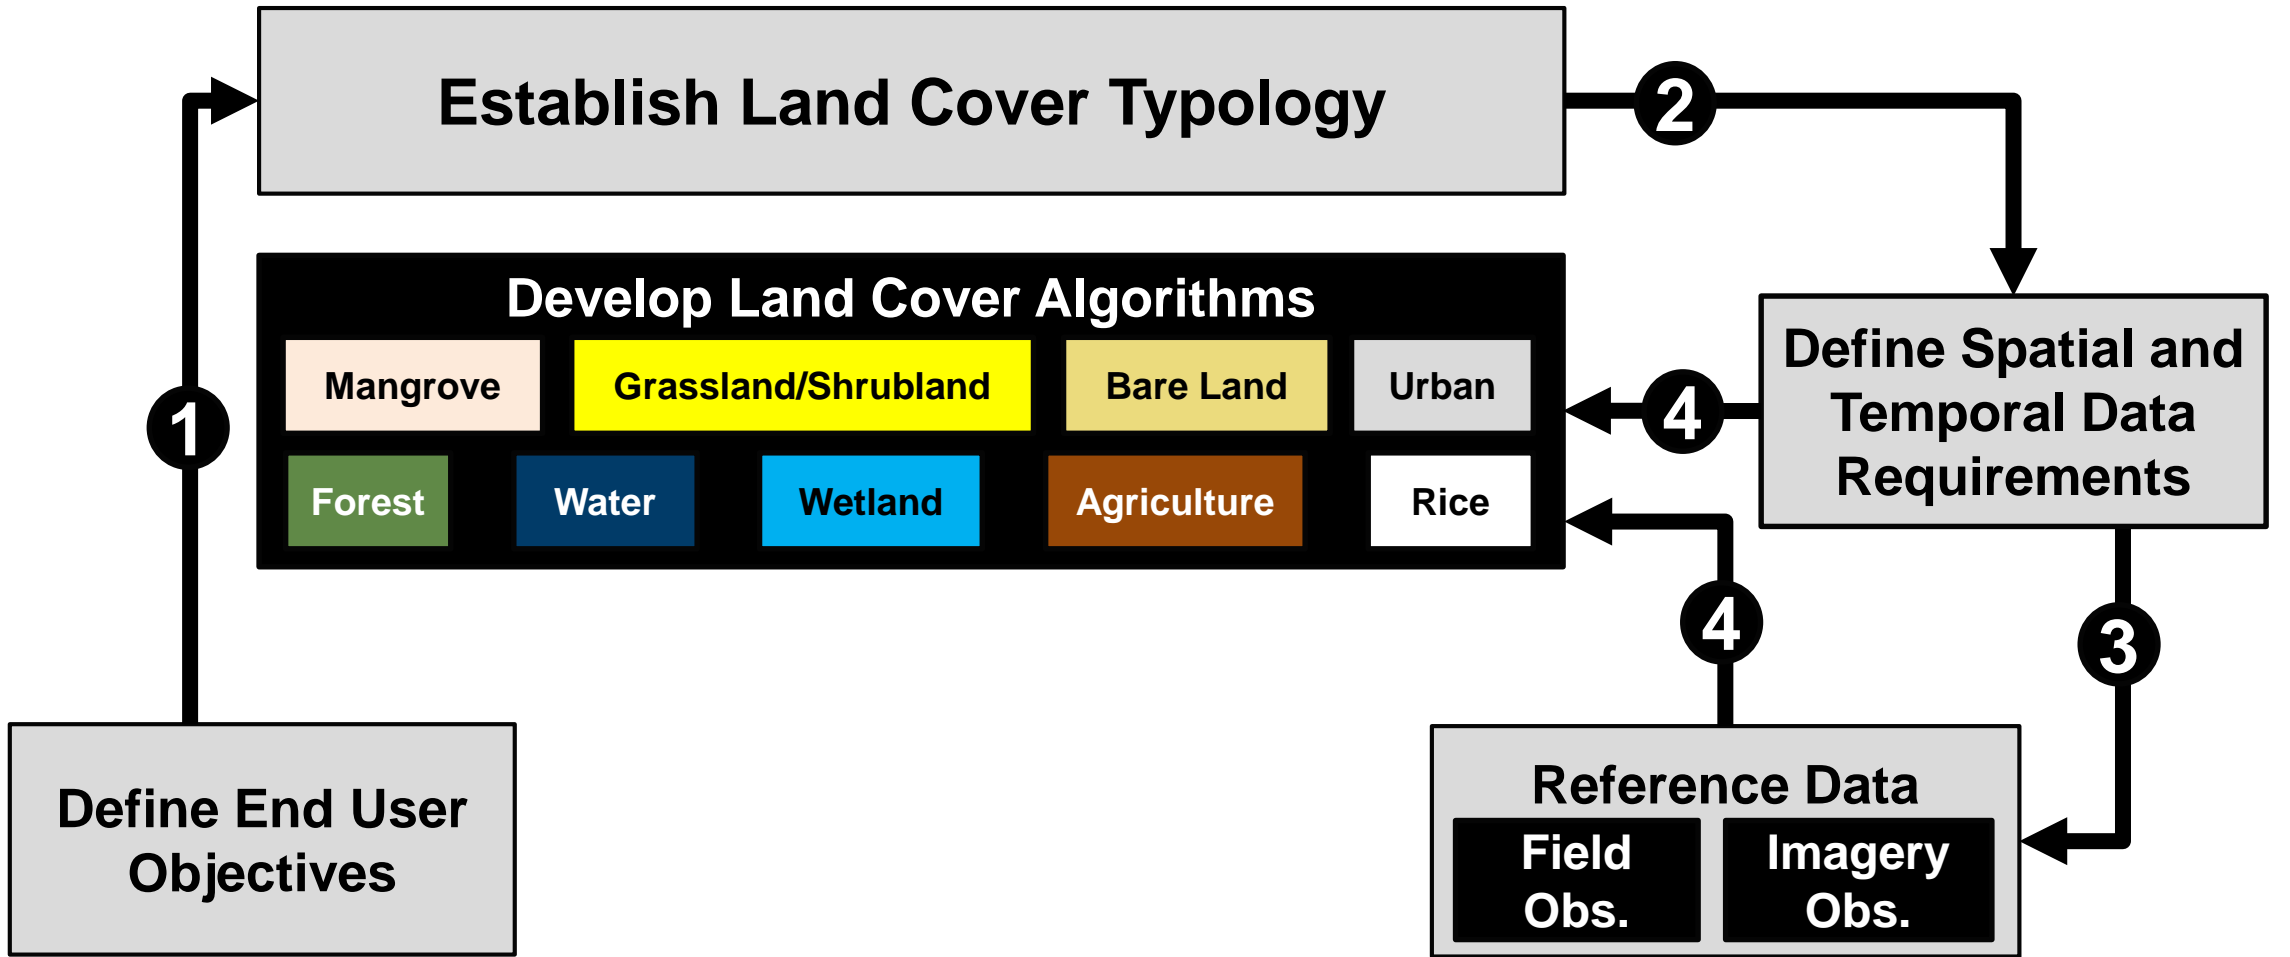 Establish Land Cover Typology
2
Develop Land Cover Algorithms
Mangrove
Grassland/Shrubland
Bare Land
Urban
Forest
Water
Wetland
Agriculture
Rice
1
4
Define Spatial and
Temporal Data
Requirements
4
3
Define End User
Objectives
Reference Data
Field
Obs.
Imagery
Obs.